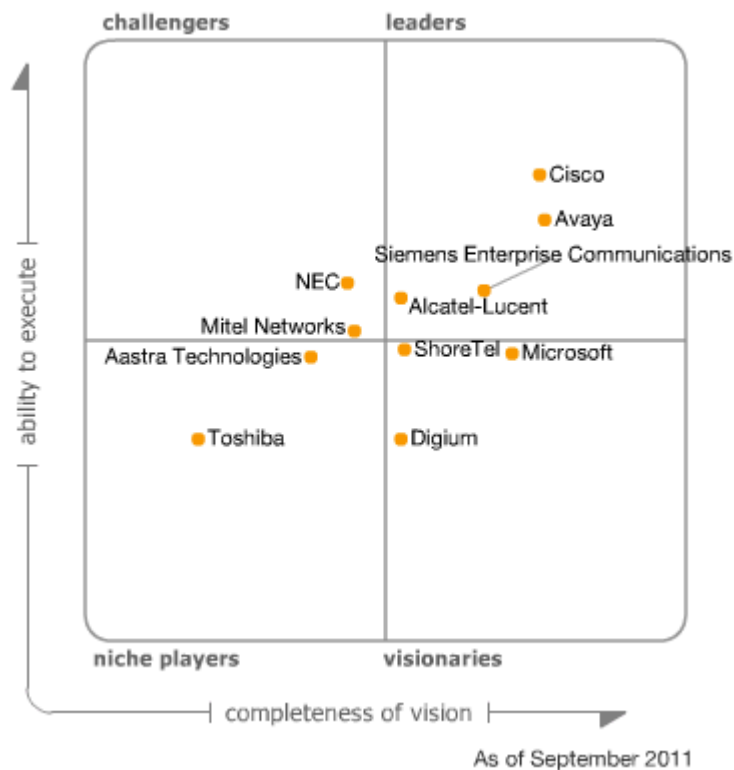 challengers
leaders
Cisco
Avaya
Siemens Enterprise Communications
NEC
Alcatel-Lucent
Mitel Networks
ShoreTel
Microsoft
Aastra Technologies
Toshiba
Digium
ability to execute
niche players
visionaries
completeness of vision
As of September 2011